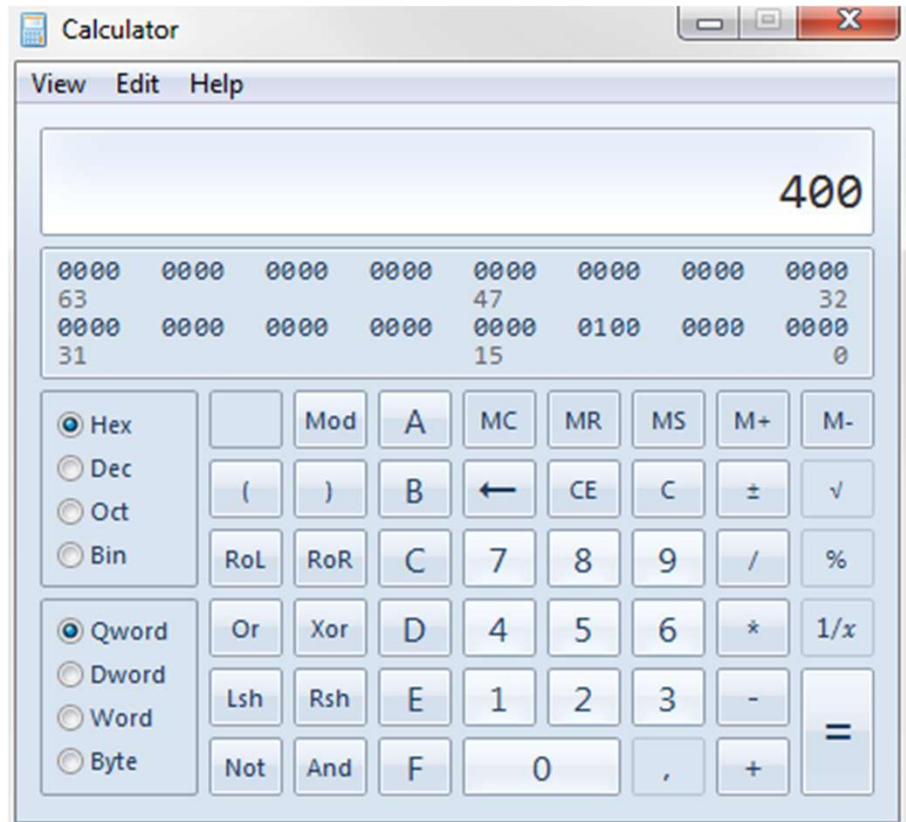 Calculator
View Edit Help
400
0000 0000 0000 0000 0000 0000 0000 0000
63 47 32
0000 0000 0000 0000 0000 0100 0000 0000
31 15 0
Hex
Dec
Oct
Bin
Qword
Dword
Word
Byte
Mod A MC MR MS M+ M-
( ) B ← CE C ± √
RoL RoR C 7 8 9 / %
Or Xor D 4 5 6 * 1/x
Lsh Rsh E 1 2 3 - =
Not And F 0 , +